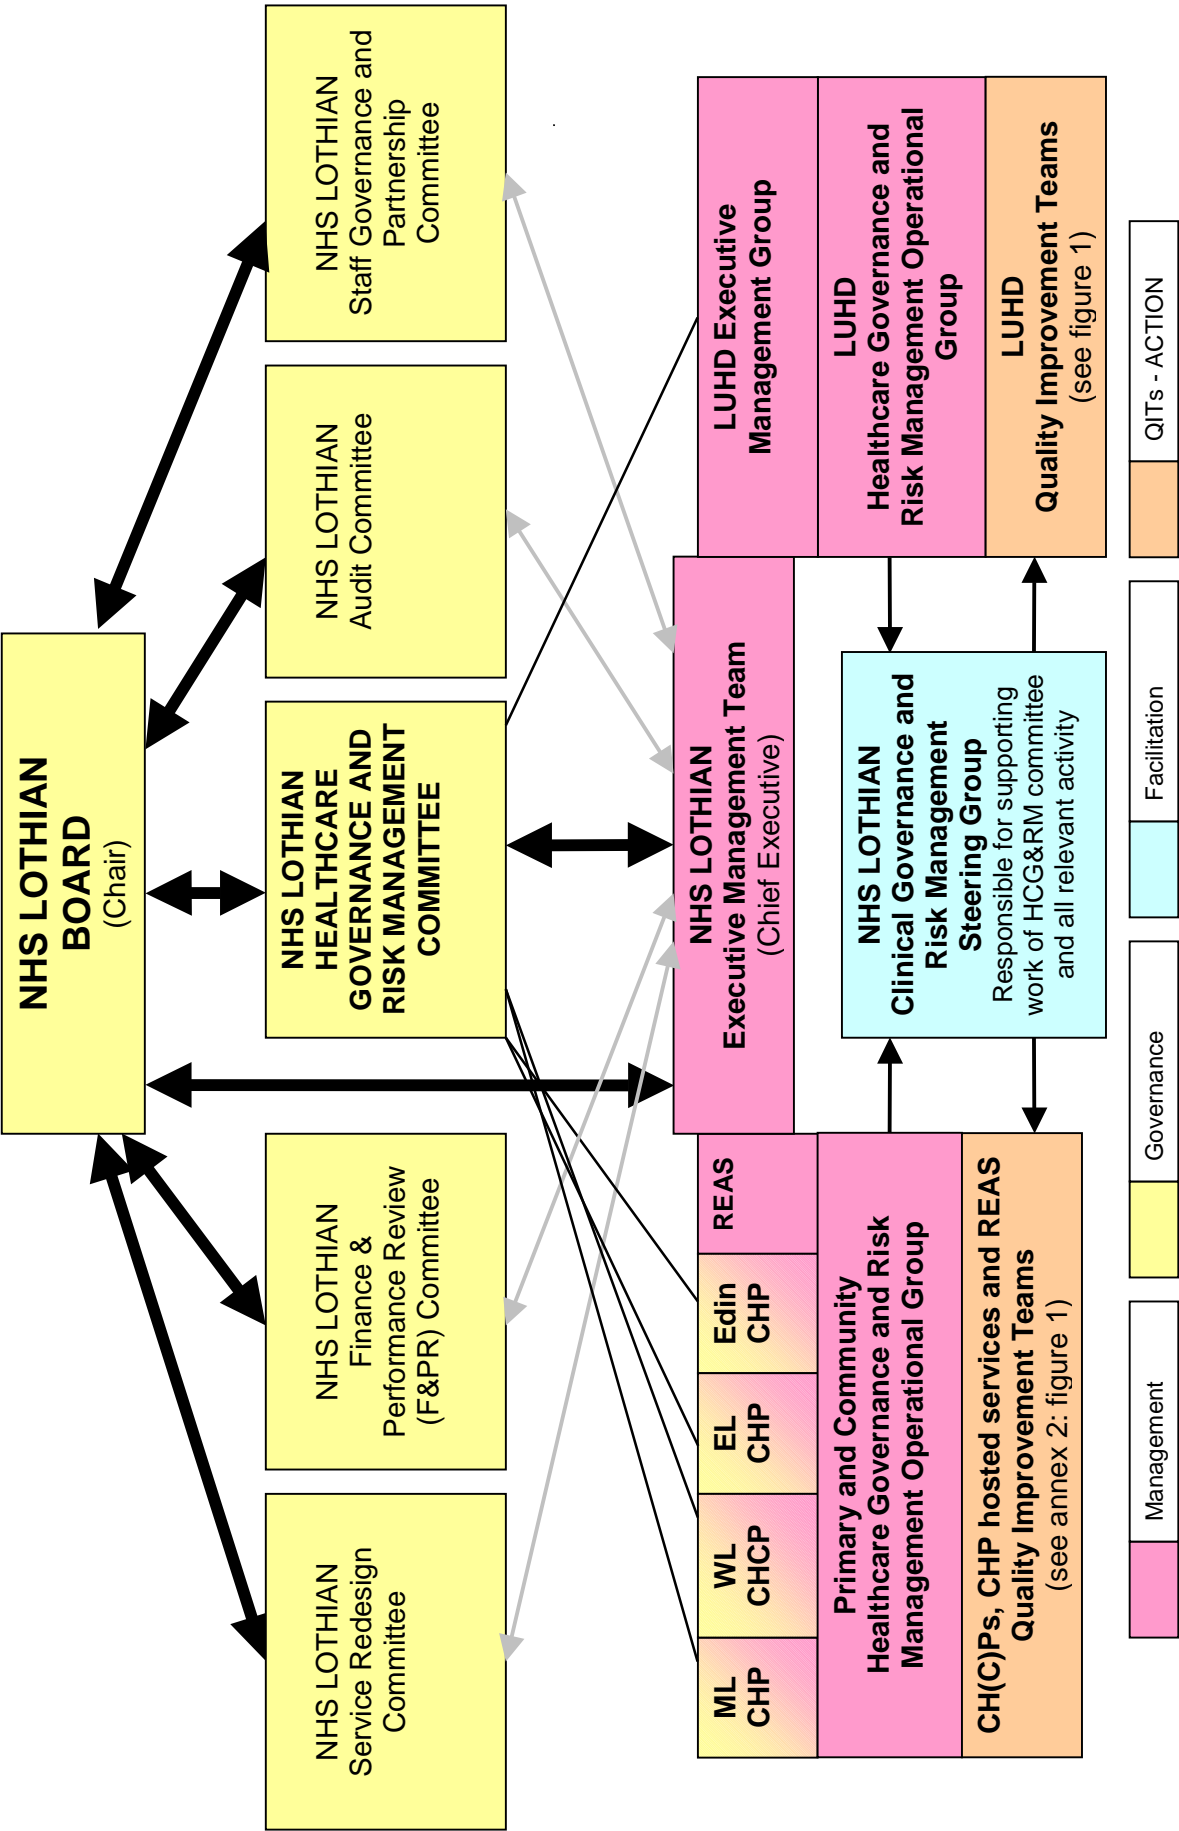 NHS LOTHIAN
BOARD
(Chair)
NHS LOTHIAN
Service Redesign
Committee
NHS LOTHIAN
Finance &
Performance Review
(F&PR) Committee
NHS LOTHIAN
HEALTHCARE
GOVERNANCE AND
RISK MANAGEMENT
COMMITTEE
NHS LOTHIAN
Audit Committee
NHS LOTHIAN
Staff Governance and
Partnership
Committee
NHS LOTHIAN
Executive Management Team
(Chief Executive)
ML
CHP
WL
CHCP
EL
CHP
Edin
CHP
REAS
Primary and Community
Healthcare Governance and Risk
Management Operational Group
CH(C)Ps, CHP hosted services and REAS
Quality Improvement Teams
(see annex 2: figure 1)
NHS LOTHIAN
Clinical Governance and
Risk Management
Steering Group
Responsible for supporting
work of HCG&RM committee
and all relevant activity
LUHD Executive
Management Group
LUHD
Healthcare Governance and
Risk Management Operational
Group
LUHD
Quality Improvement Teams
(see figure 1)
Management
Governance
Facilitation
QITs - ACTION